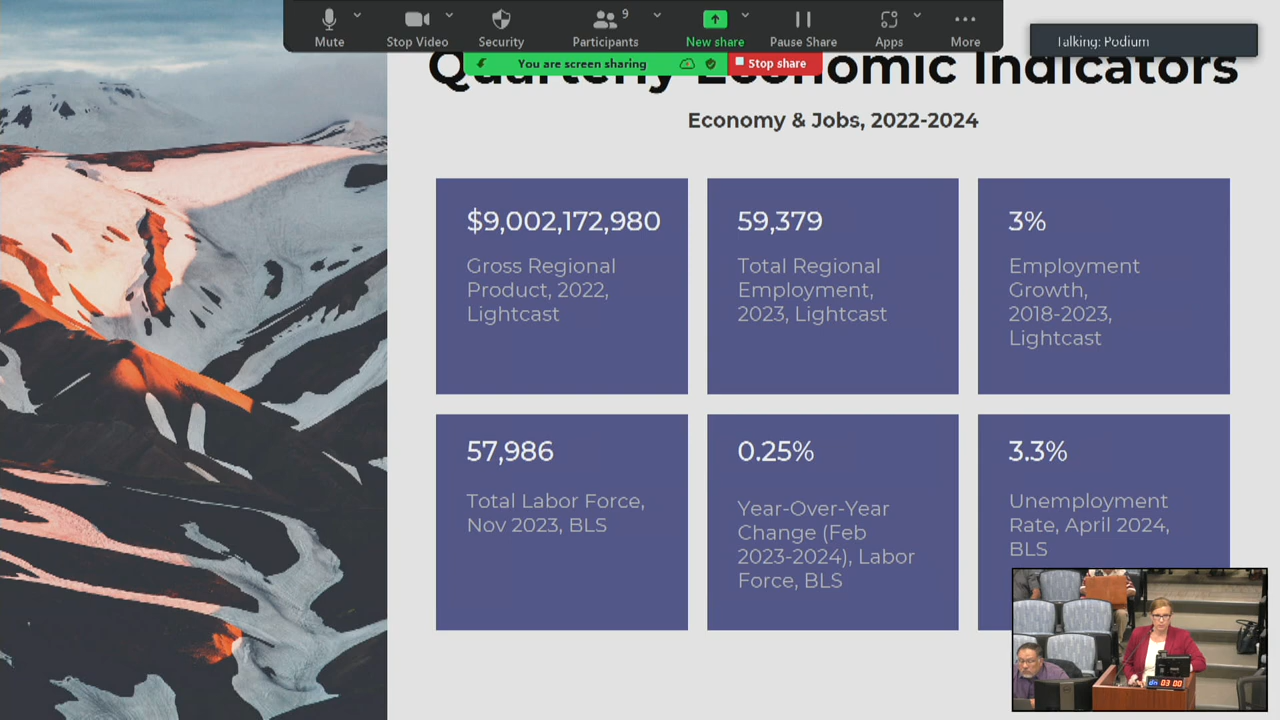 9
Mute
Stop Video
Security
Participants
New share
Pause Share
Apps
More
Talking: Podium
You are screen sharing
Stop share
Quarterly Economic Indicators
Economy & Jobs, 2022-2024
$9,002,172,980
Gross Regional
Product, 2022,
Lightcast
59,379
Total Regional
Employment,
2023, Lightcast
3%
Employment
Growth,
2018-2023,
Lightcast
57,986
Total Labor Force,
Nov 2023, BLS
0.25%
Year-Over-Year
Change (Feb
2023-2024), Labor
Force, BLS
3.3%
Unemployment
Rate, April 2024,
BLS
03:00